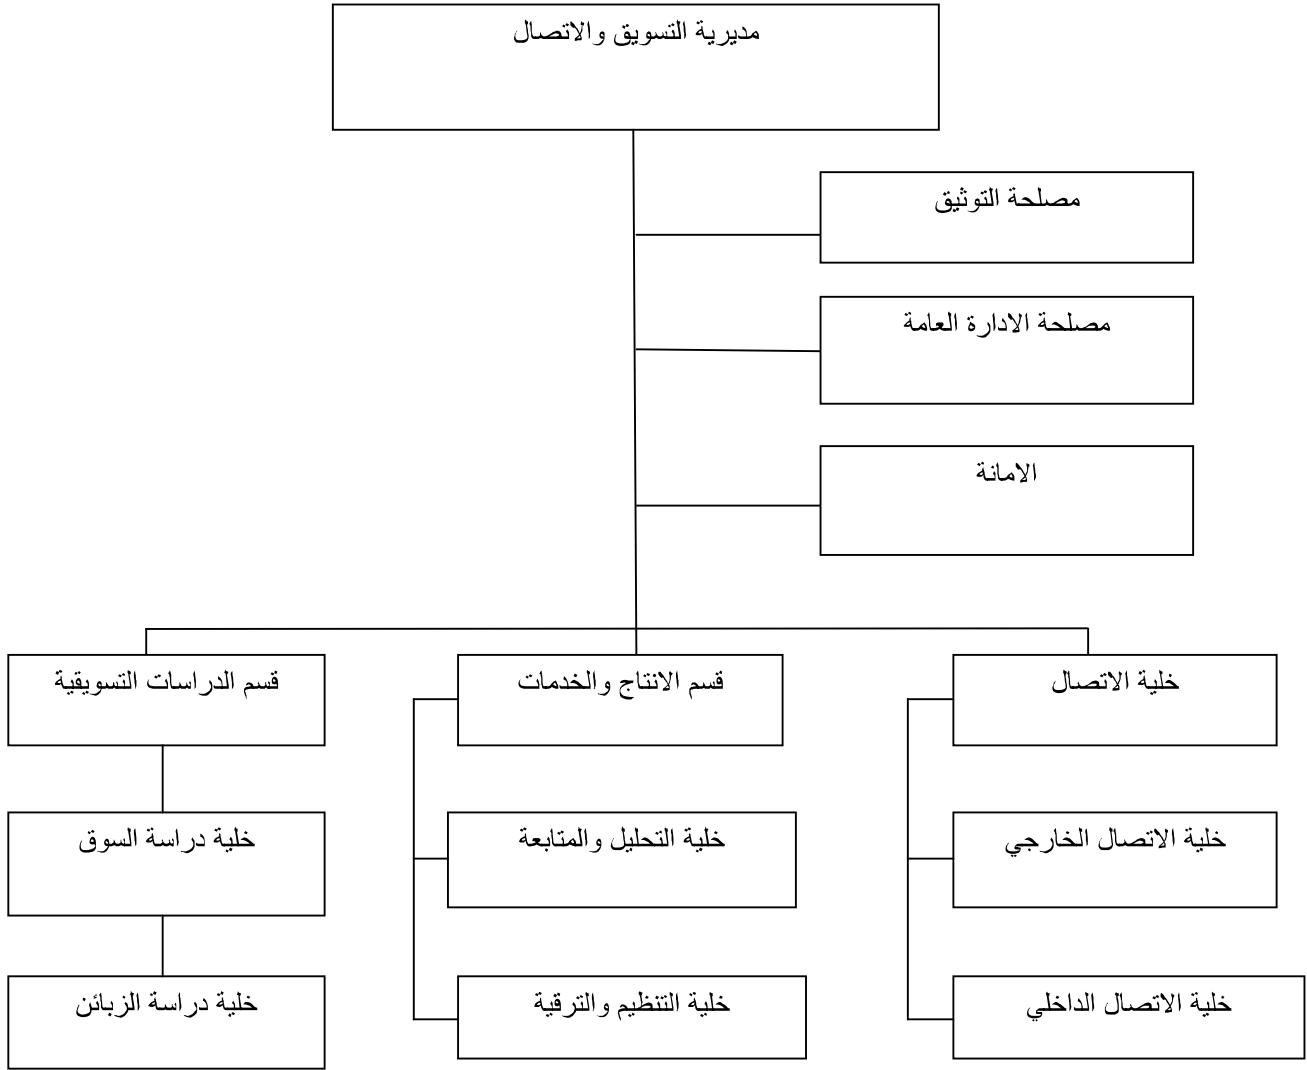 مديرية التسويق والاتصال
مصلحة التوثيق
مصلحة الادارة العامة
الامانة
خلية الاتصال
قسم الانتاج والخدمات
قسم الدراسات التسويقية
خلية الاتصال الخارجي
خلية التحليل والمتابعة
خلية دراسة السوق
خلية الاتصال الداخلي
خلية التنظيم والترقية
خلية دراسة الزبائن